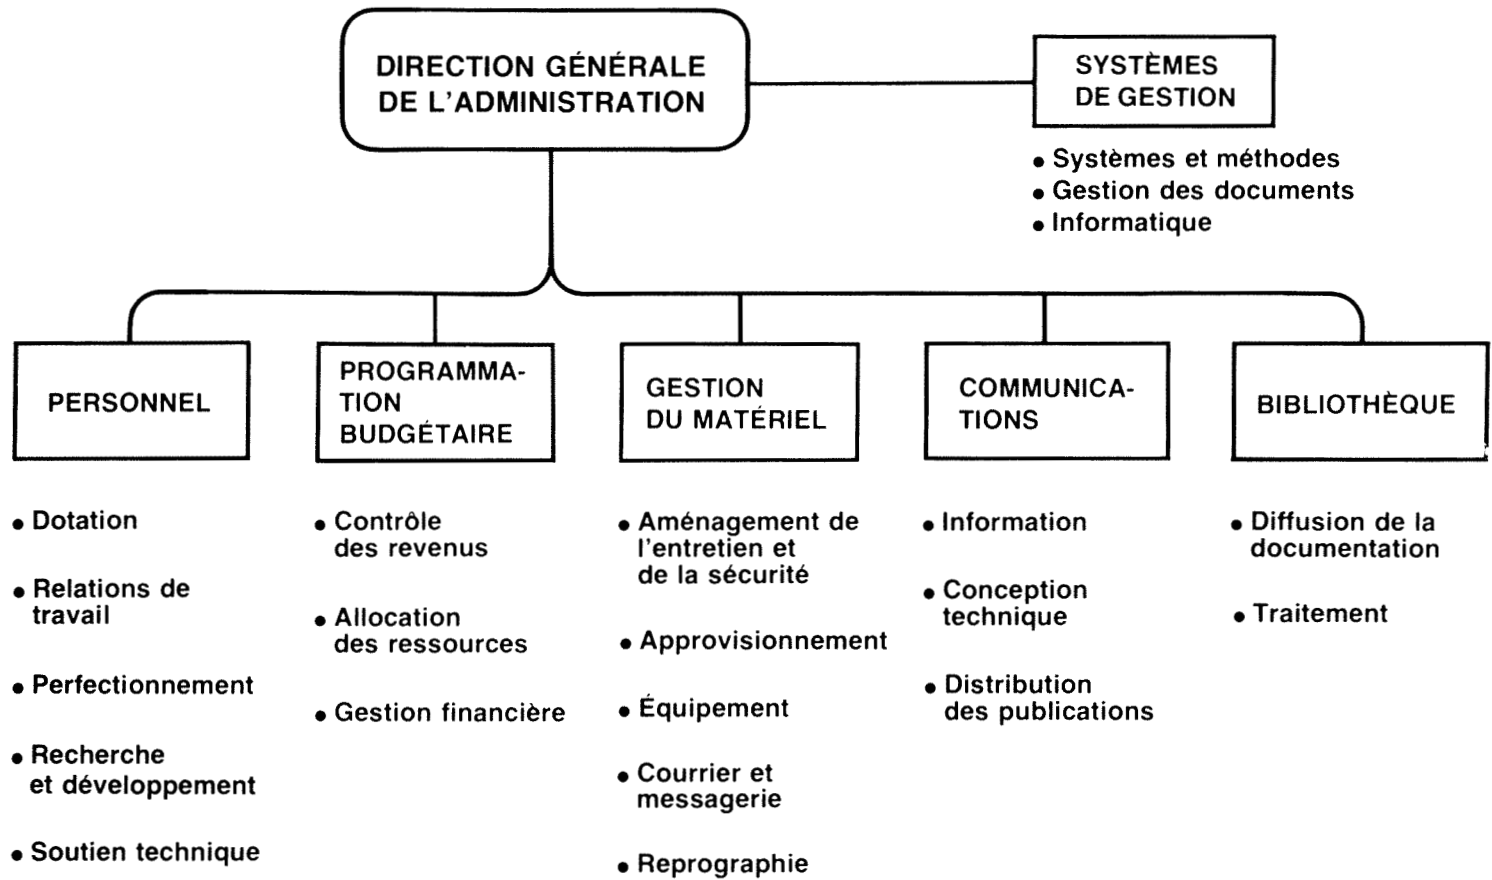 DIRECTION GÉNÉRALE
DE L'ADMINISTRATION
SYSTÈMES
DE GESTION
• Systèmes et méthodes
• Gestion des documents
• Informatique
PERSONNEL
• Dotation
• Relations de
travail
• Perfectionnement
• Recherche
et développement
• Soutien technique
PROGRAMMA-
TION
BUDGÉTAIRE
• Contrôle
des revenus
• Allocation
des ressources
• Gestion financière
GESTION
DU MATÉRIEL
• Aménagement de
l'entretien et
de la sécurité
• Approvisionnement
• Équipement
• Courrier et
messagerie
• Reprographie
COMMUNICA-
TIONS
• Information
• Conception
technique
• Distribution
des publications
BIBLIOTHÈQUE
• Diffusion de la
documentation
• Traitement